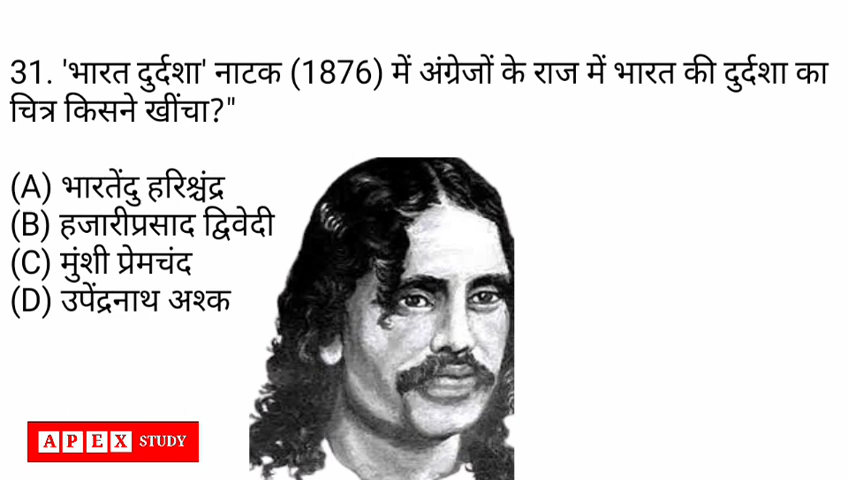 31. 'भारत दुर्दशा' नाटक (1876) में अंग्रेजों के राज में भारत की दुर्दशा का
चित्र किसने खींचा?"
(A) भारतेंदु हरिश्चंद्र
(B) हजारीप्रसाद द्विवेदी
(C) मुंशी प्रेमचंद
(D) उपेंद्रनाथ अश्क
APEX STUDY